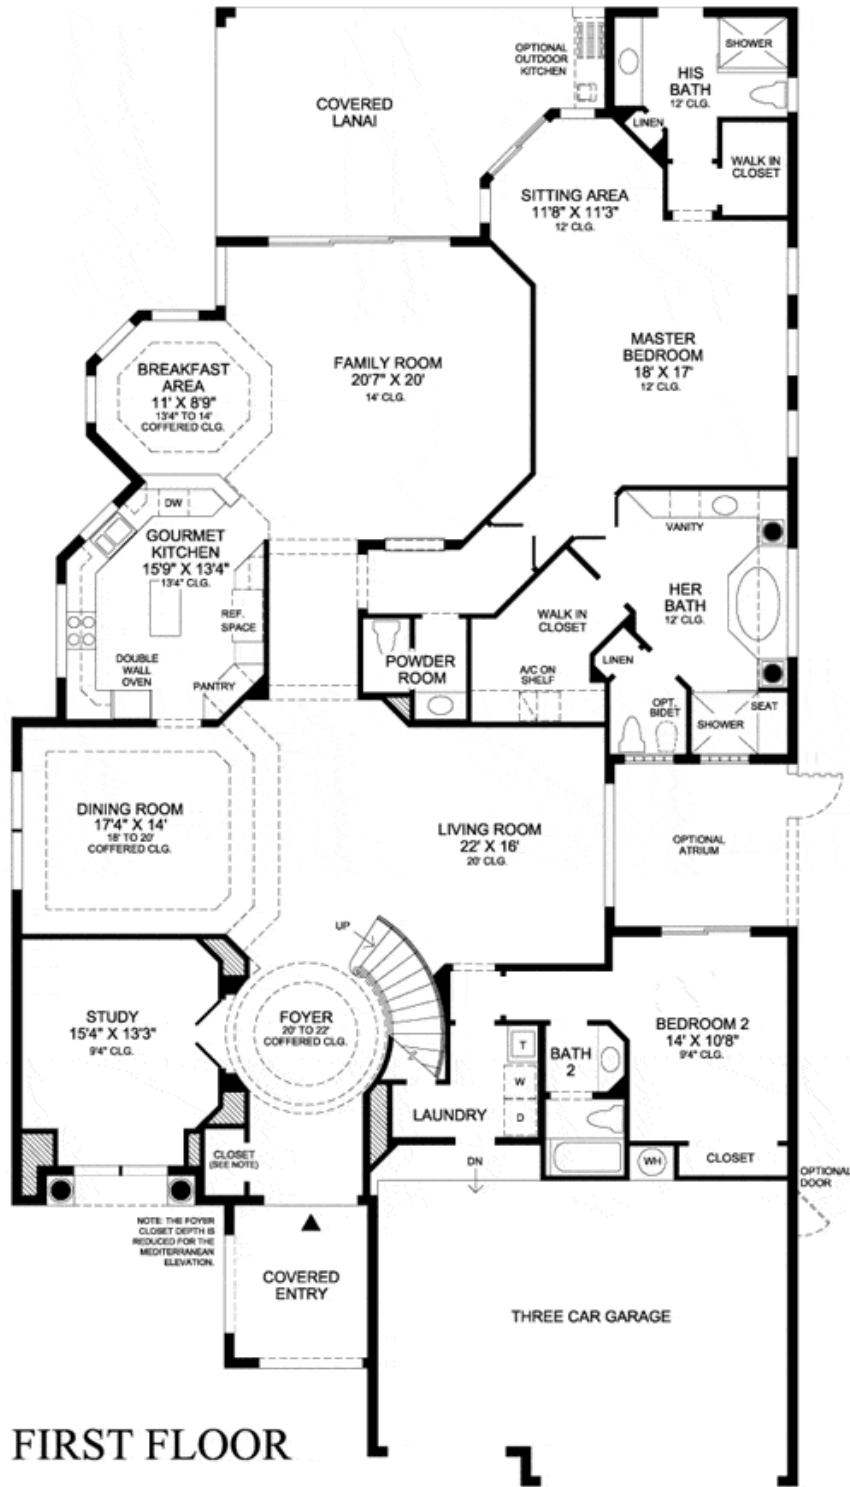 OPTIONAL
OUTDOOR
KITCHEN
SHOWER
HIS
BATH
12' CLG.
COVERED
LANAI
LINEN
WALK IN
CLOSET
SITTING AREA
11'8" X 11'3"
12' CLG.
MASTER
BEDROOM
18' X 17'
12' CLG.
FAMILY ROOM
20'7" X 20'
14' CLG.
BREAKFAST
AREA
11' X 8'9"
13'4" TO 14'
COFFERED CLG.
DW
GOURMET
KITCHEN
15'9" X 13'4"
13'4" CLG.
VANITY
HER
BATH
12' CLG.
REF.
SPACE
WALK IN
CLOSET
DOUBLE
WALL
OVEN
PANTRY
POWDER
ROOM
A/C ON
SHELF
LINEN
OPT.
BIDET
SEAT
SHOWER
DINING ROOM
17'4" X 14'
18' TO 20'
COFFERED CLG.
LIVING ROOM
22' X 16'
20' CLG.
OPTIONAL
ATRIUM
UP
STUDY
15'4" X 13'3"
9'4" CLG.
FOYER
20' TO 22'
COFFERED CLG.
BEDROOM 2
14' X 10'8"
9'4" CLG.
T
W
D
BATH
2
LAUNDRY
CLOSET
(SEE NOTE)
DN
WH
CLOSET
OPTIONAL
DOOR
NOTE: THE FOYER
CLOSET DEPTH IS
REDUCED FOR THE
MEDITERRANEAN
ELEVATION.
COVERED
ENTRY
THREE CAR GARAGE
FIRST FLOOR